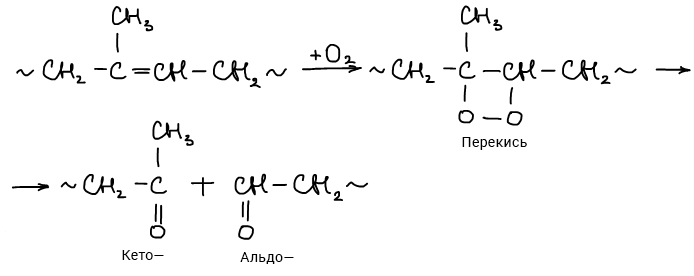 CH₃
~ CH₂ – C = CH – CH₂ ~ +O₂ ⟶
CH₃
~ CH₂ – C – CH – CH₂ ~ ⟶
O – O
Перекись
CH₃
⟶ ~ CH₂ – C + CH – CH₂ ~
O O
Кето– Альдо–